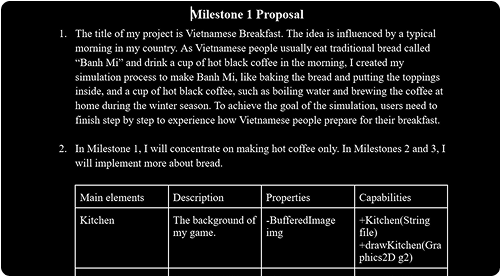 Milestone 1 Proposal
1. The title of my project is Vietnamese Breakfast. The idea is influenced by a typical
morning in my country. As Vietnamese people usually eat traditional bread called
“Banh Mi” and drink a cup of hot black coffee in the morning, I created my
simulation process to make Banh Mi, like baking the bread and putting the toppings
inside, and a cup of hot black coffee, such as boiling water and brewing the coffee at
home during the winter season. To achieve the goal of the simulation, users need to
finish step by step to experience how Vietnamese people prepare for their breakfast.
2. In Milestone 1, I will concentrate on making hot coffee only. In Milestones 2 and 3, I
will implement more about bread.
Main elements Description Properties Capabilities
Kitchen The background of -BufferedImage +Kitchen(String
my game. img file)
+drawKitchen(Gra
phics2D g2)